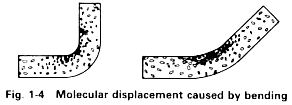 Fig. 1-4 Molecular displacement caused by bending